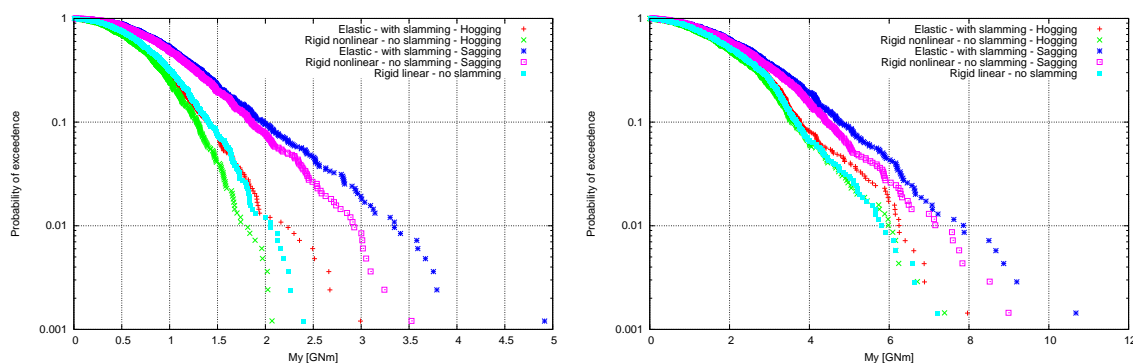 1
0.1
0.01
0.001
Probability of exceedence
0 0.5 1 1.5 2 2.5 3 3.5 4 4.5 5
My [GNm]
Elastic - with slamming - Hogging
Rigid nonlinear - no slamming - Hogging
Elastic - with slamming - Sagging
Rigid nonlinear - no slamming - Sagging
Rigid linear - no slamming
1
0.1
0.01
0.001
Probability of exceedence
0 2 4 6 8 10 12
My [GNm]
Elastic - with slamming - Hogging
Rigid nonlinear - no slamming - Hogging
Elastic - with slamming - Sagging
Rigid nonlinear - no slamming - Sagging
Rigid linear - no slamming